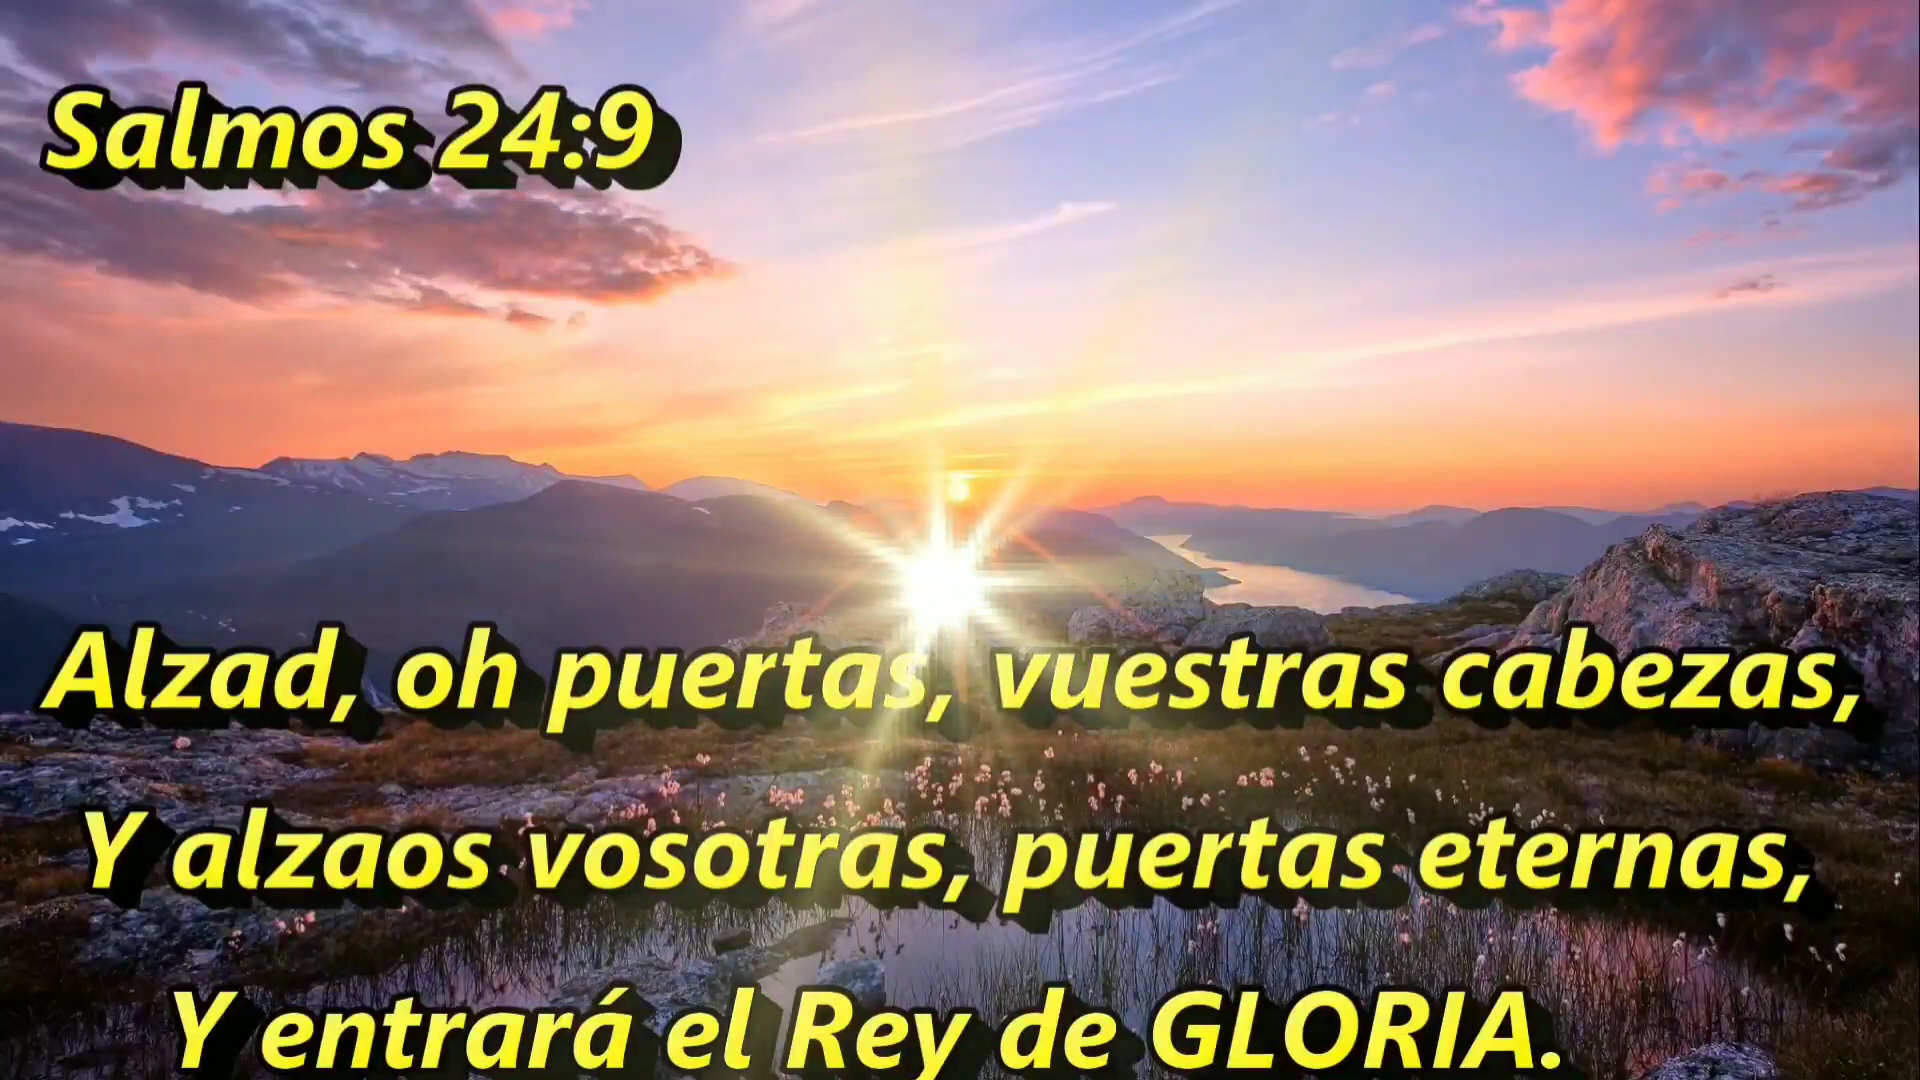 Salmos 24:9
Alzad, oh puertas, vuestras cabezas,
Y alzaos vosotras, puertas eternas,
Y entrará el Rey de GLORIA.